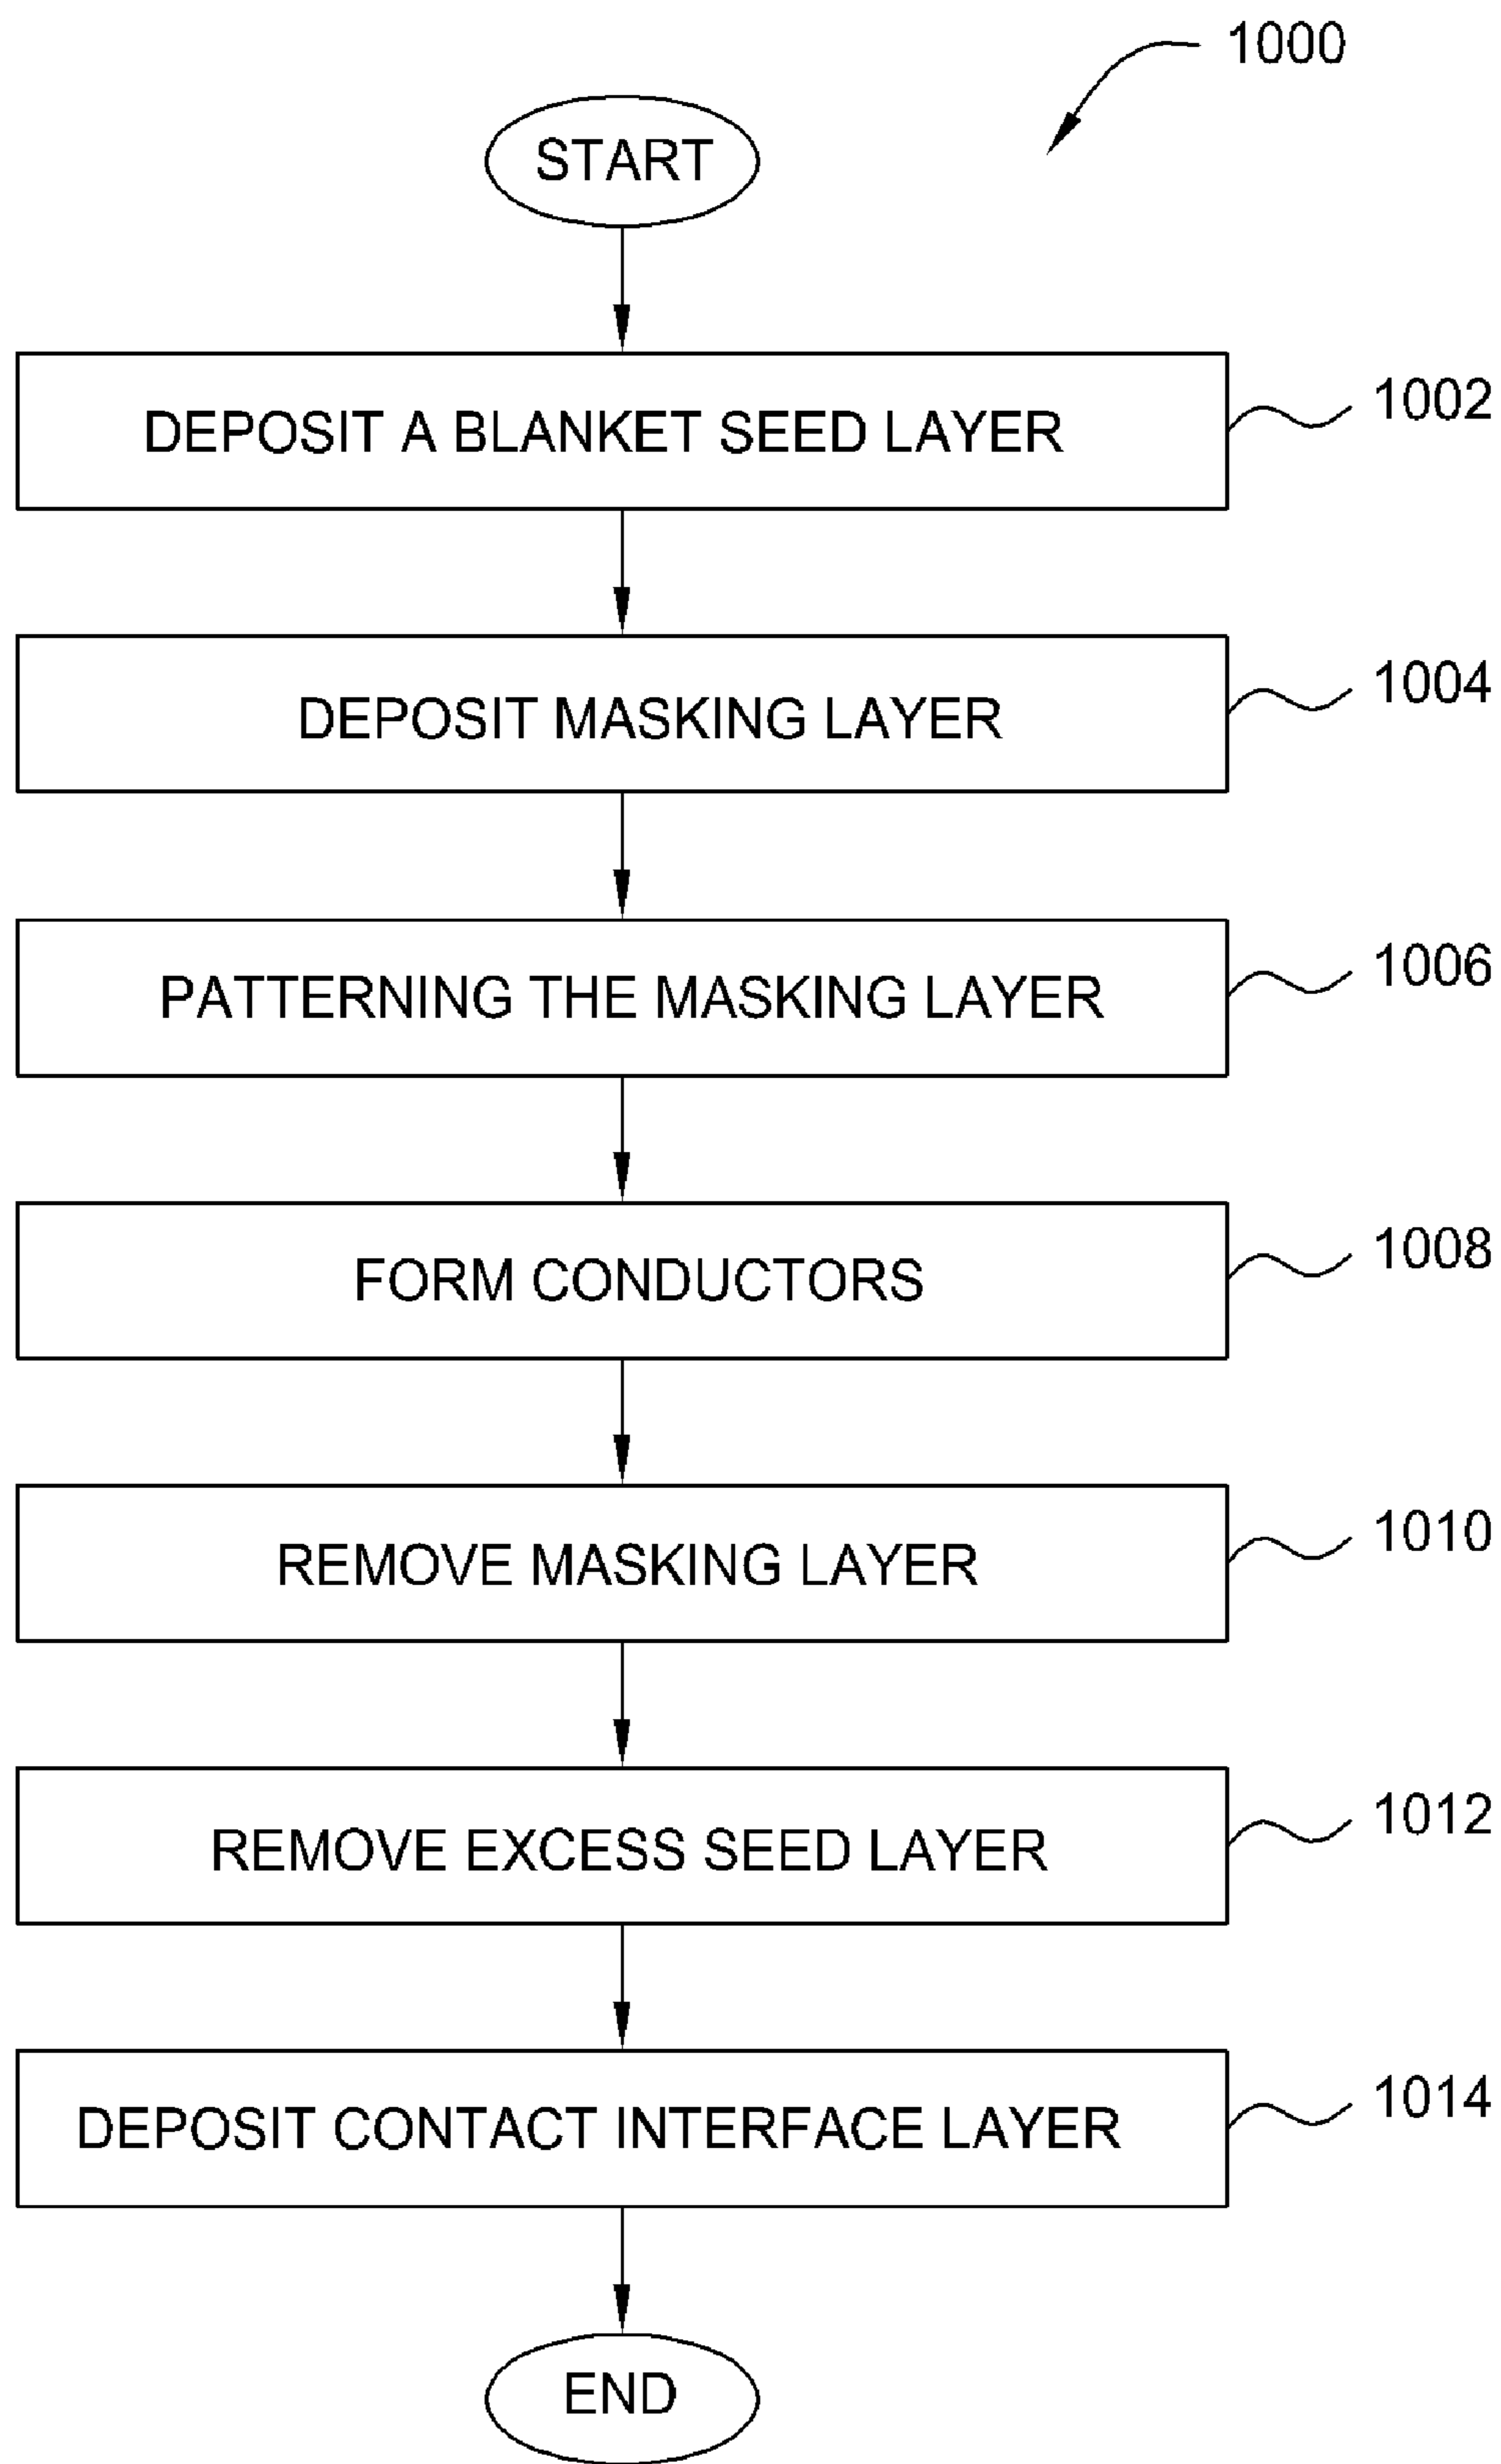 1000
START
DEPOSIT A BLANKET SEED LAYER
1002
DEPOSIT MASKING LAYER
1004
PATTERNING THE MASKING LAYER
1006
FORM CONDUCTORS
1008
REMOVE MASKING LAYER
1010
REMOVE EXCESS SEED LAYER
1012
DEPOSIT CONTACT INTERFACE LAYER
1014
END